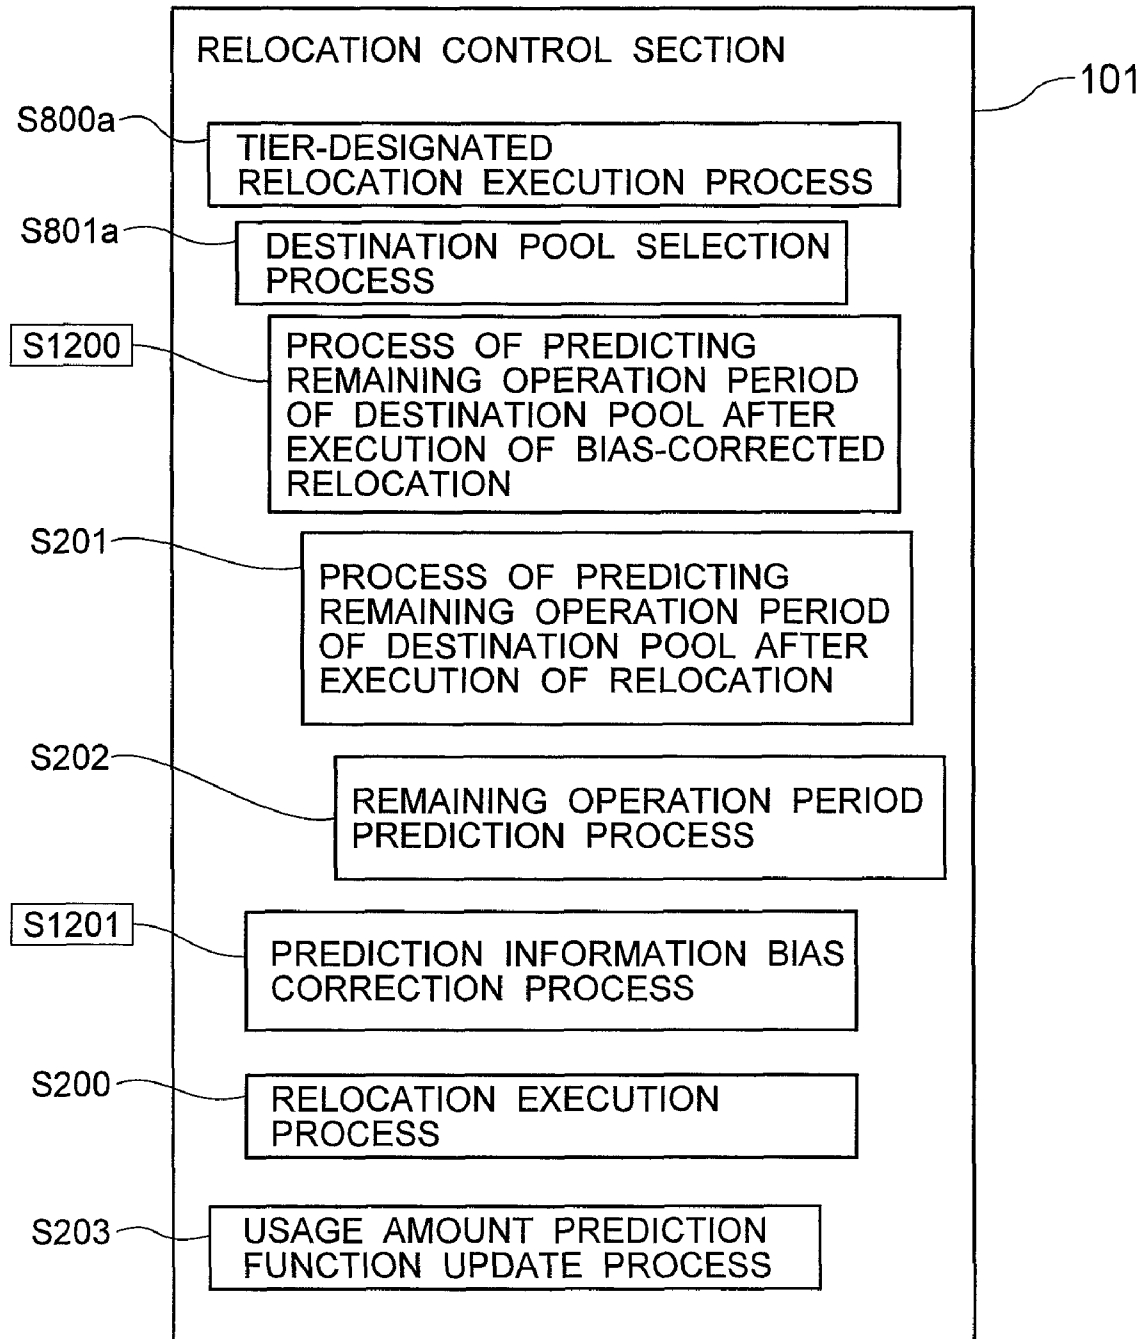 RELOCATION CONTROL SECTION
101
S800a
TIER-DESIGNATED
RELOCATION EXECUTION PROCESS
S801a
DESTINATION POOL SELECTION
PROCESS
S1200
PROCESS OF PREDICTING
REMAINING OPERATION PERIOD
OF DESTINATION POOL AFTER
EXECUTION OF BIAS-CORRECTED
RELOCATION
S201
PROCESS OF PREDICTING
REMAINING OPERATION PERIOD
OF DESTINATION POOL AFTER
EXECUTION OF RELOCATION
S202
REMAINING OPERATION PERIOD
PREDICTION PROCESS
S1201
PREDICTION INFORMATION BIAS
CORRECTION PROCESS
S200
RELOCATION EXECUTION
PROCESS
S203
USAGE AMOUNT PREDICTION
FUNCTION UPDATE PROCESS